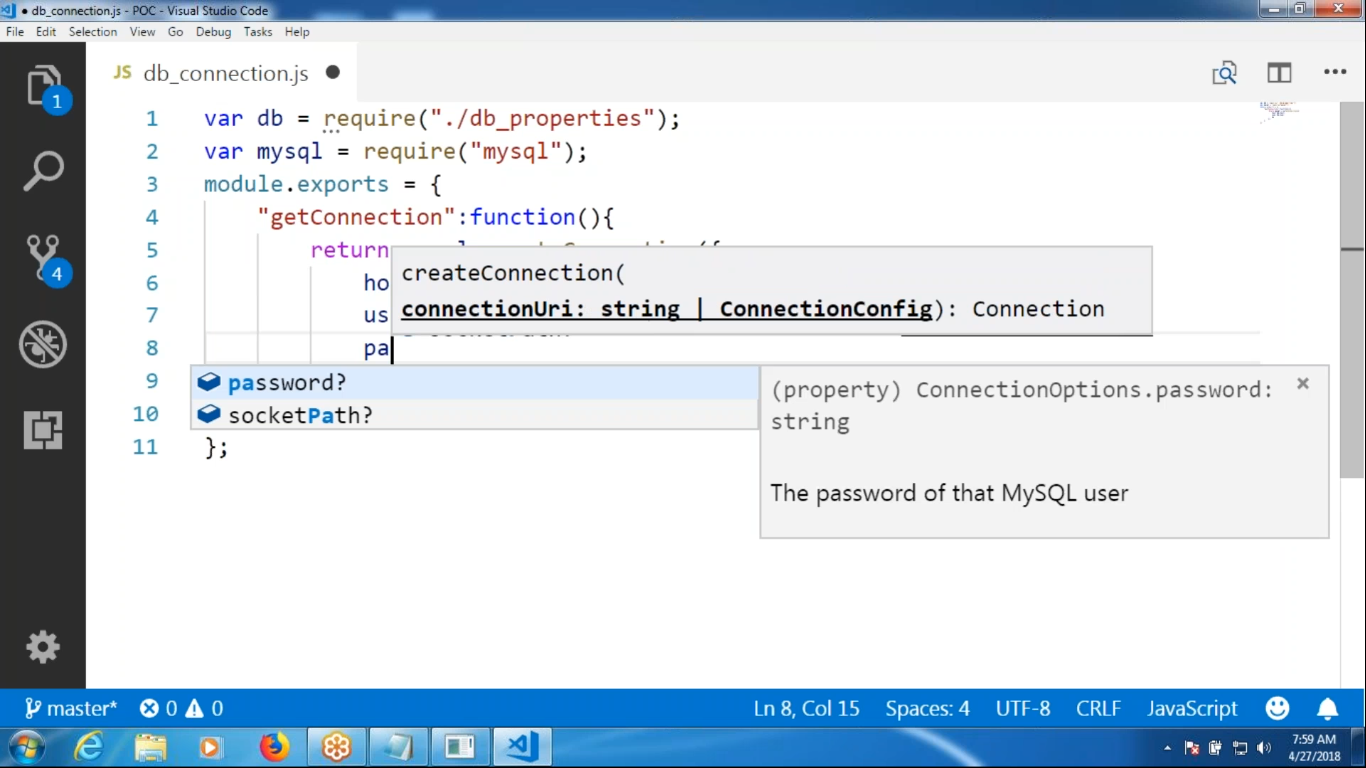 ● db_connection.js - POC - Visual Studio Code
File Edit Selection View Go Debug Tasks Help
JS db_connection.js ●
1
1 var db = require("./db_properties");
2 var mysql = require("mysql");
3 module.exports = {
4 "getConnection":function(){
4
5 return
createConnection(
6 ho
connectionUri: string | ConnectionConfig): Connection
7 us
8 pa
9
password?
(property) ConnectionOptions.password:
string
10
socketPath?
11 };
The password of that MySQL user
master* 0 0 Ln 8, Col 15 Spaces: 4 UTF-8 CRLF JavaScript
7:59 AM
4/27/2018